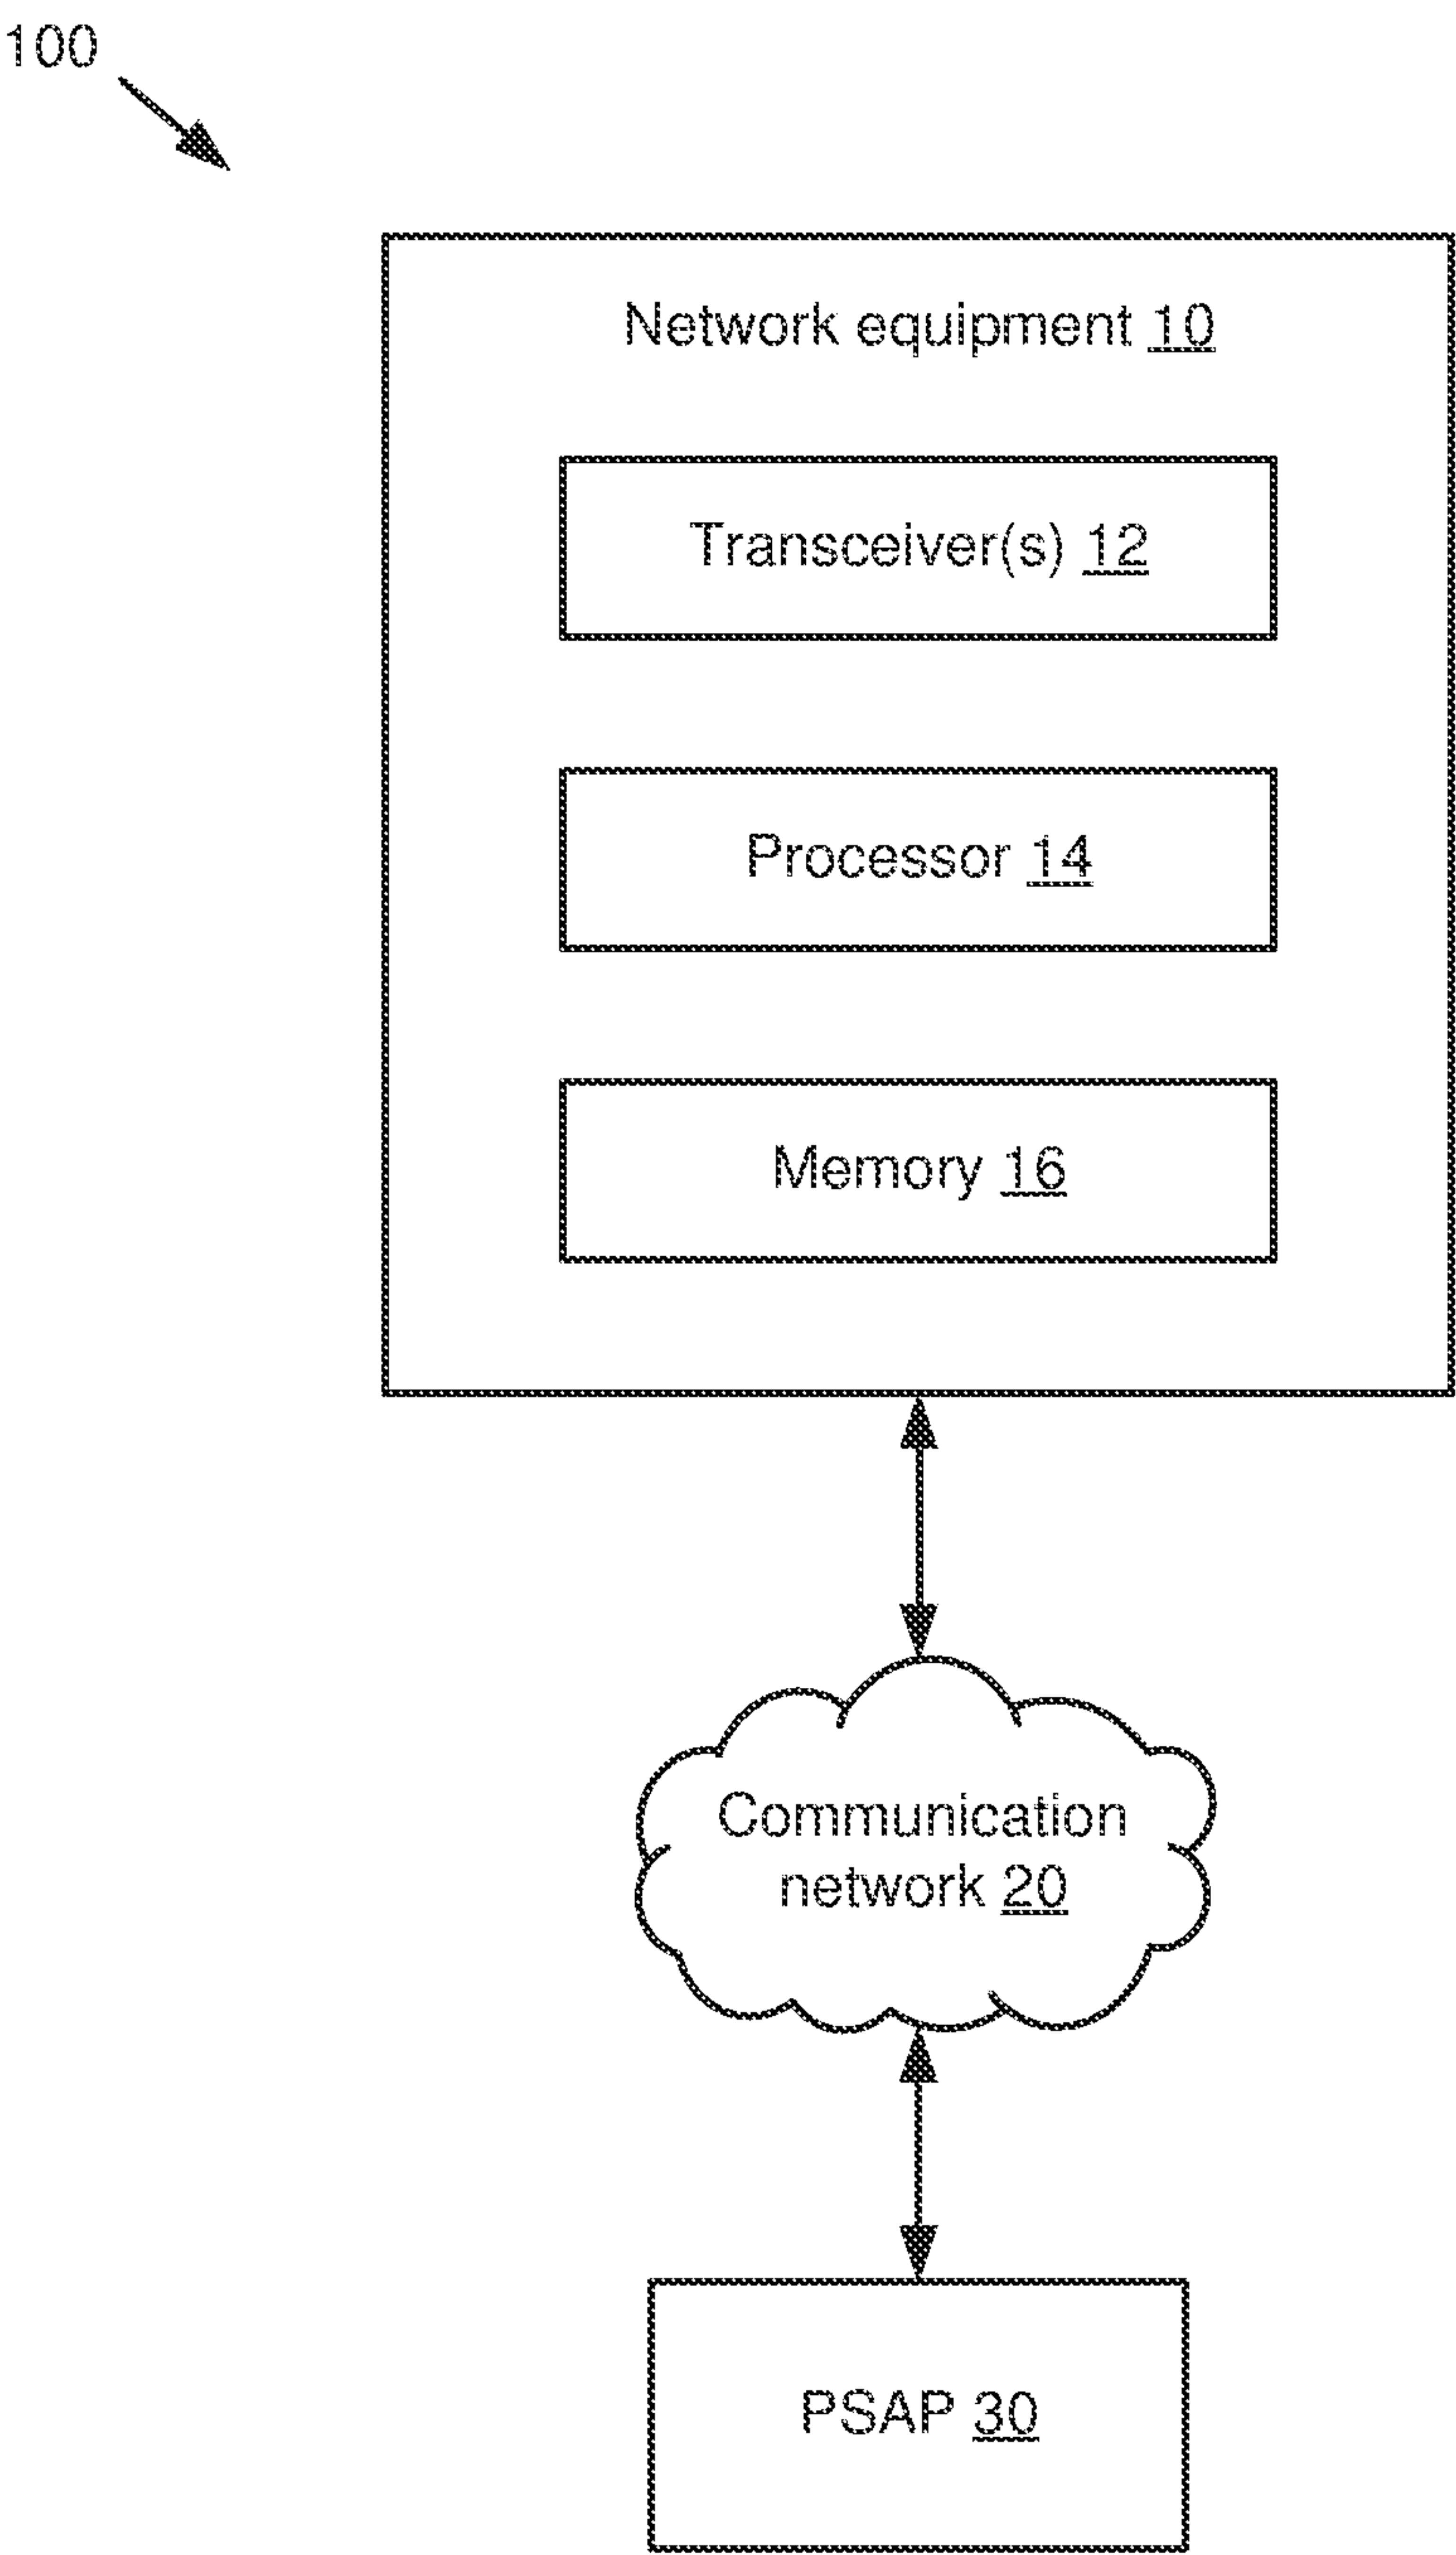 100
Network equipment 10
Transceiver(s) 12
Processor 14
Memory 16
Communication
network 20
PSAP 30